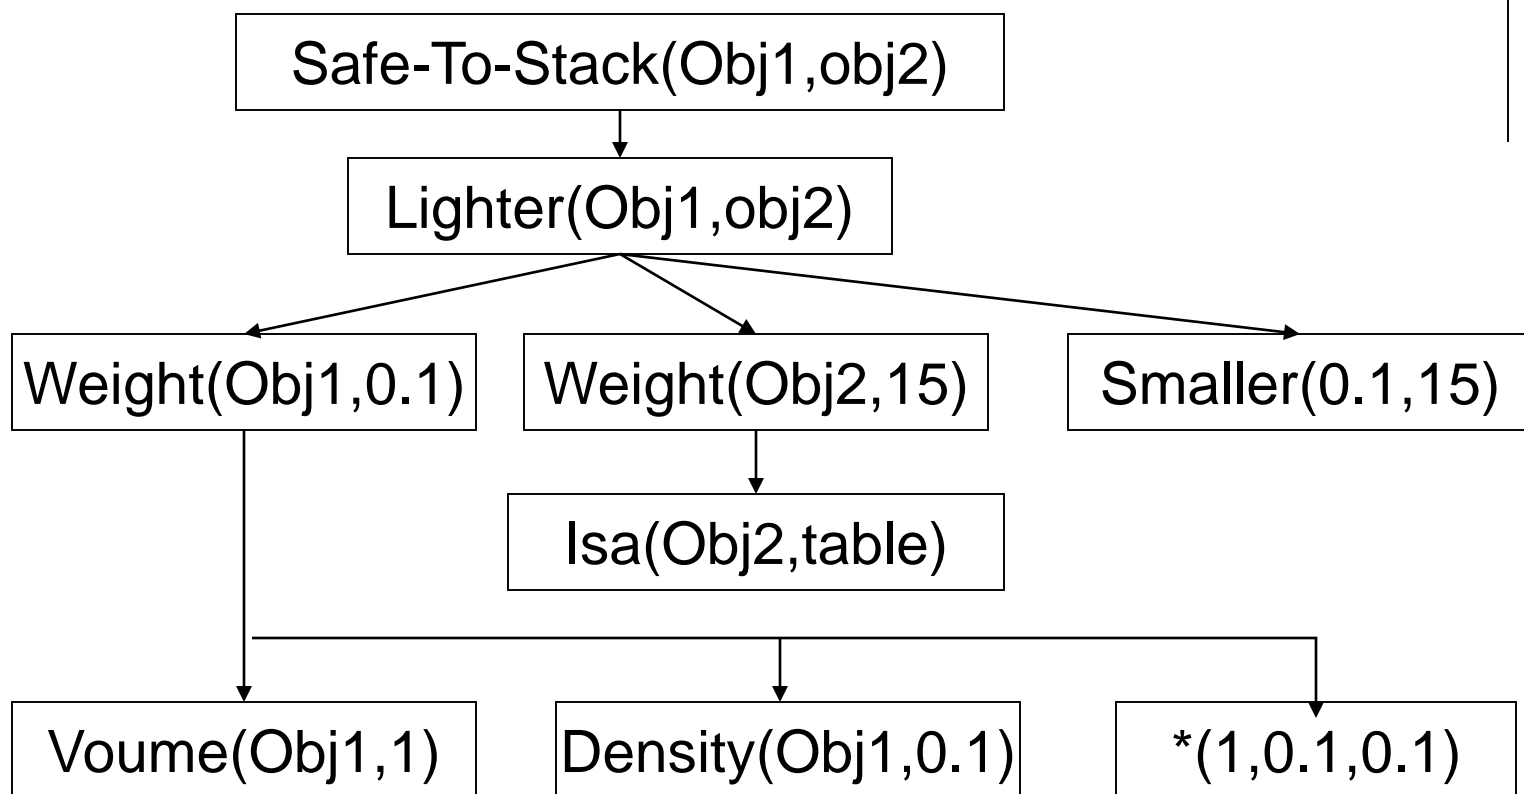 Safe-To-Stack(Obj1,obj2)
Lighter(Obj1,obj2)
Weight(Obj1,0.1)
Weight(Obj2,15)
Smaller(0.1,15)
Isa(Obj2,table)
Voume(Obj1,1)
Density(Obj1,0.1)
*(1,0.1,0.1)